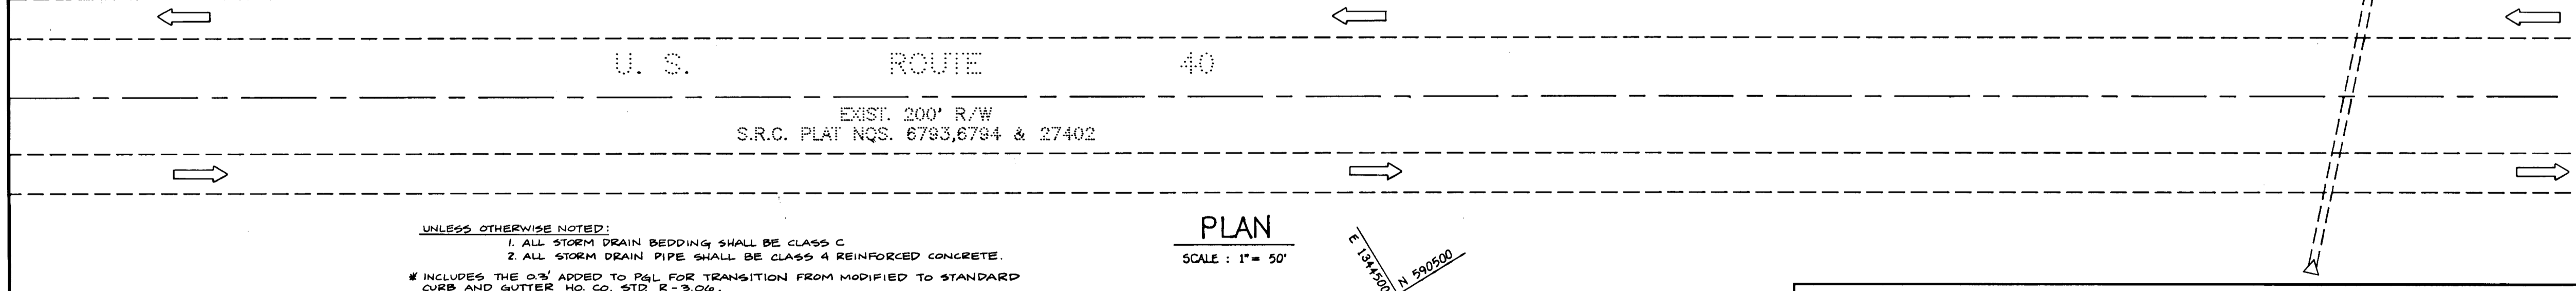 U. S. ROUTE 40
EXIST. 200' R/W
S.R.C. PLAT NOS. 6793,6794 & 27402
UNLESS OTHERWISE NOTED:
1. ALL STORM DRAIN BEDDING SHALL BE CLASS C
2. ALL STORM DRAIN PIPE SHALL BE CLASS 4 REINFORCED CONCRETE.
* INCLUDES THE 0.3' ADDED TO PGL FOR TRANSITION FROM MODIFIED TO STANDARD
CURB AND GUTTER HO. CO. STD. R-3.06.
PLAN
SCALE : 1" = 50'
E 1344500
N 590500